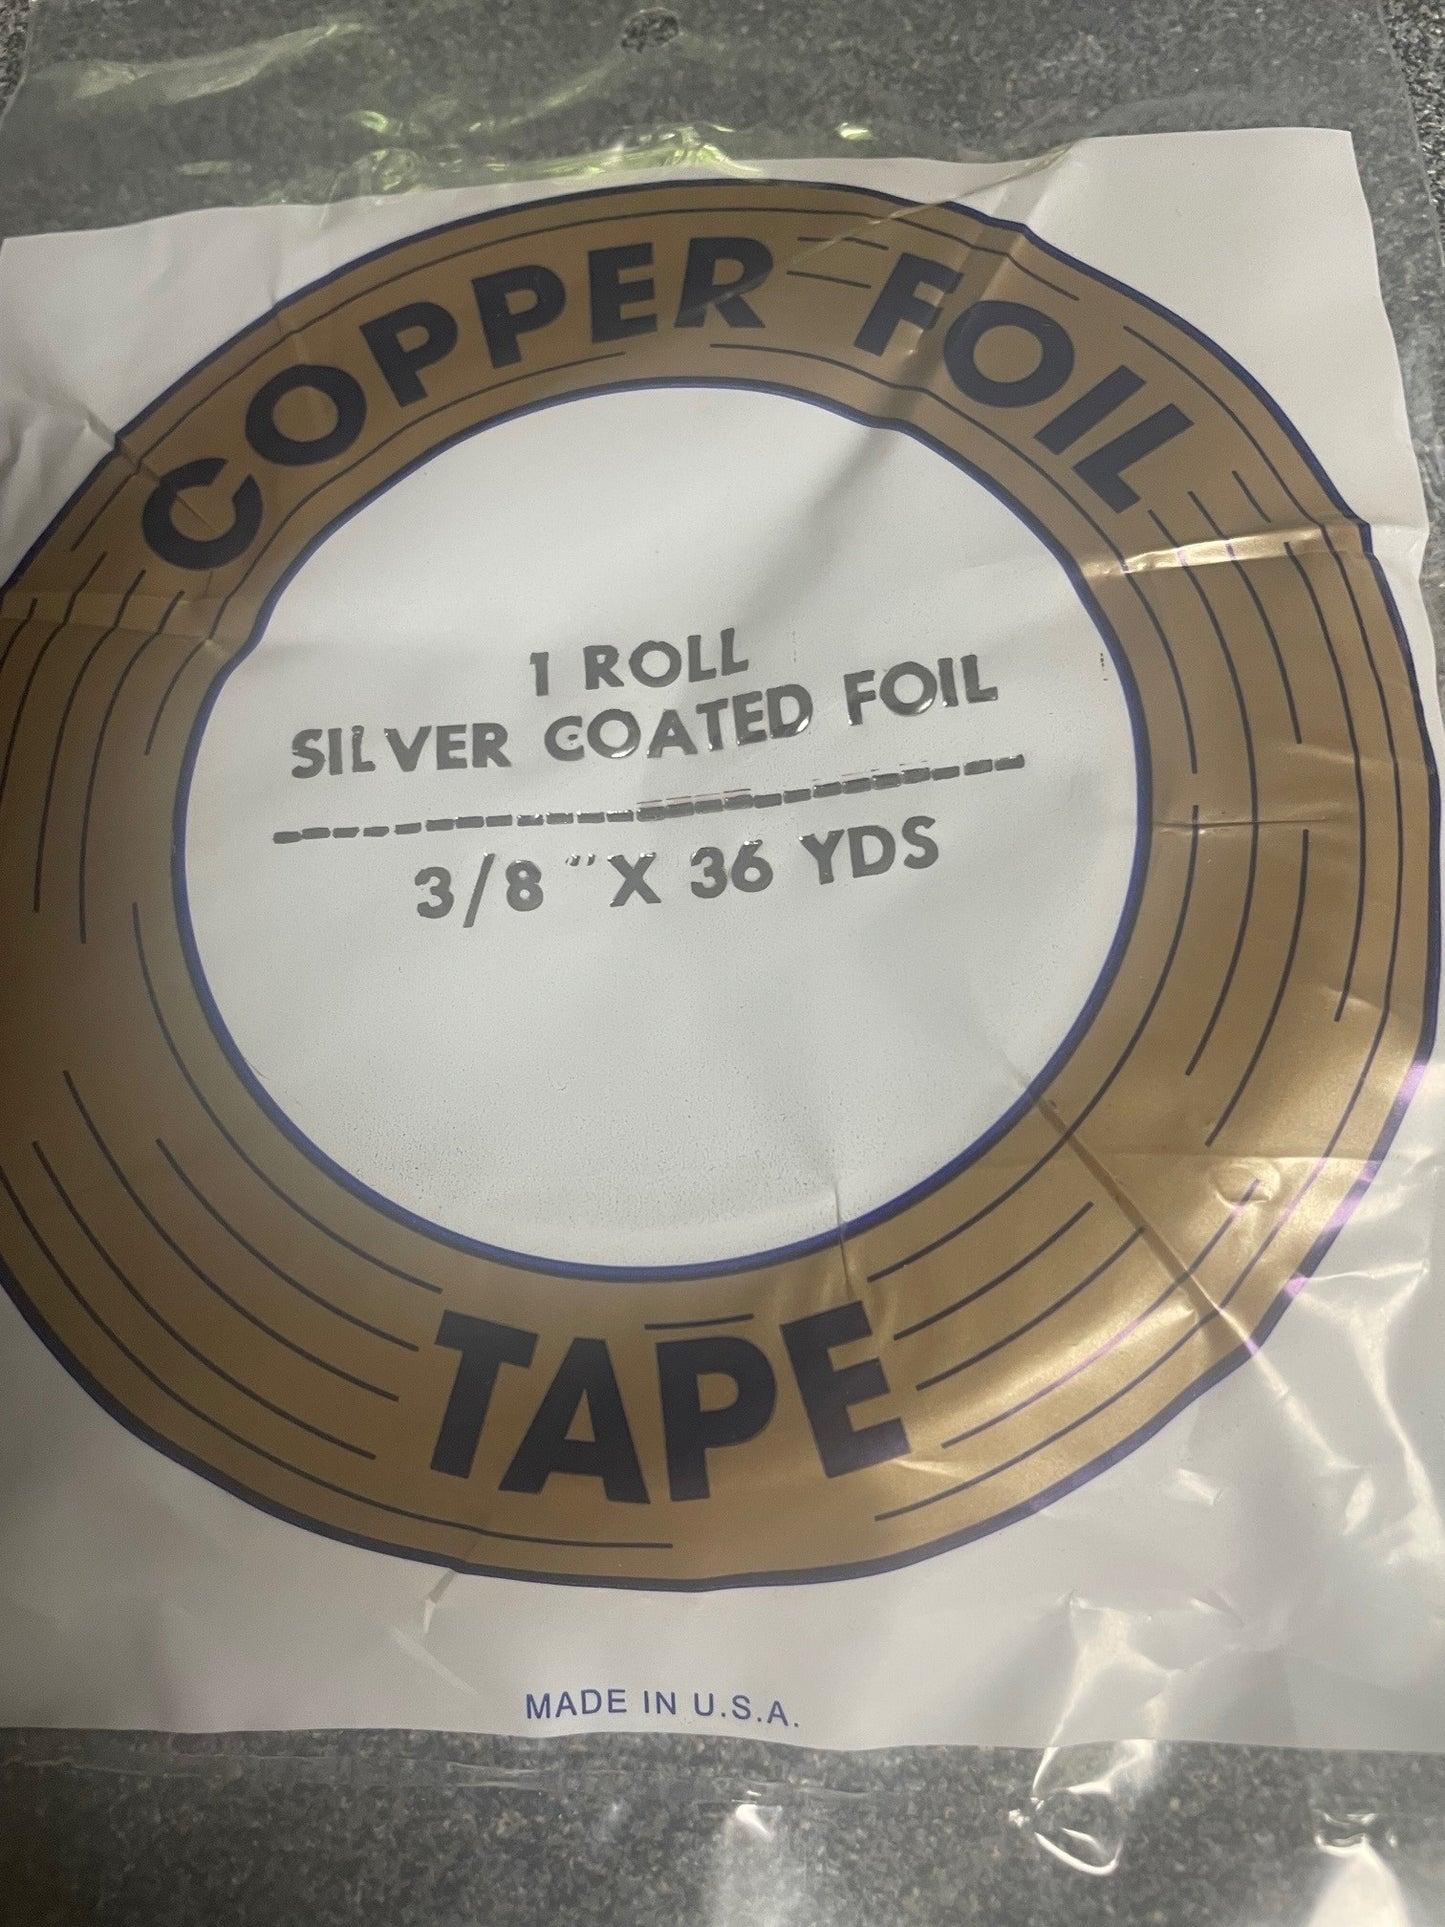 COPPER FOIL
1 ROLL
SILVER COATED FOIL
3/8" X 36 YDS
TAPE
MADE IN U.S.A.